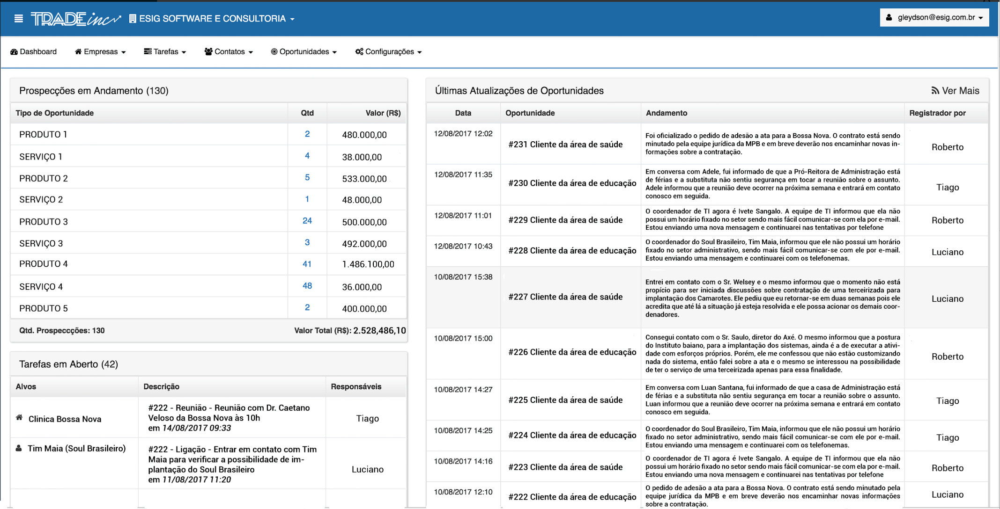 TRADEinc ESIG SOFTWARE E CONSULTORIA
gleydson@esig.com.br
Dashboard Empresas Tarefas Contatos Oportunidades Configurações
Prospecções em Andamento (130)
Tipo de Oportunidade Qtd Valor (R$)
PRODUTO 1 2 480.000,00
SERVIÇO 1 4 38.000,00
PRODUTO 2 5 533.000,00
SERVIÇO 2 1 48.000,00
PRODUTO 3 24 500.000,00
SERVIÇO 3 3 492.000,00
PRODUTO 4 41 1.486.100,00
SERVIÇO 4 48 36.000,00
PRODUTO 5 2 400.000,00
Qtd. Prospeccções: 130 Valor Total (R$): 2.528,486,10
Tarefas em Aberto (42)
Alvos Descrição Responsáveis
Clinica Bossa Nova
#222 - Reunião - Reunião com Dr. Caetano
Veloso da Bossa Nova às 10h
em 14/08/2017 09:33
Tiago
Tim Maia (Soul Brasileiro)
#222 - Ligação - Entrar em contato com Tim
Maia para verificar a possibilidade de im-
plantação do Soul Brasileiro
em 11/08/2017 11:20
Luciano
Últimas Atualizações de Oportunidades Ver Mais
Data Oportunidade Andamento Registrador por
12/08/2017 12:02
#231 Cliente da área de saúde
Foi oficializado o pedido de adesão a ata para a Bossa Nova. O contrato está sendo
minutado pela equipe jurídica da MPB e em breve deverão nos encaminhar novas in-
formações sobre a contratação.
Roberto
12/08/2017 11:35
#230 Cliente da área de educação
Em conversa com Adele, fui informado de que a Pró-Reitora de Administração está
de férias e a substituta não sentiu segurança em tocar a reunião sobre o assunto.
Adele informou que a reunião deve ocorrer na próxima semana e entrará em contato
conosco em seguida.
Tiago
12/08/2017 11:01
#229 Cliente da área de saúde
O coordenador de TI agora é Ivete Sangalo. A equipe de TI informou que ela não
possui um horário fixado no setor sendo mais fácil comunicar-se com ela por e-mail.
Estou enviando uma nova mensagem e continuarei nas tentativas por telefone
Roberto
12/08/2017 10:43
#228 Cliente da área de educação
O coordenador do Soul Brasileiro, Tim Maia, informou que ele não possui um horário
fixado no setor administrativo, sendo mais fácil comunicar-se com ele por e-mail.
Estou enviando uma mensagem e continuarei com os telefonemas.
Luciano
10/08/2017 15:38
#227 Cliente da área de saúde
Entrei em contato com o Sr. Welsey e o mesmo informou que o momento não está
propício para ser iniciada discussões sobre contratação de uma terceirizada para
implantação dos Camarotes. Ele pediu que eu retornar-se em duas semanas pois ele
acredita que até lá a situação já esteja resolvida e ele possa acionar os demais coor-
denadores.
Luciano
10/08/2017 15:00
#226 Cliente da área de educação
Consegui contato com o Sr. Saulo, diretor do Axé. O mesmo informou que a postura
do Instituto baiano, para a implantação dos sistemas, ainda é a de executar a ativi-
dade com esforços próprios. Porém, ele me confessou que não estão customizando
nada do sistema, então falei sobre a ata e o mesmo se interessou na possibilidade
de ter o serviço de uma terceirizada apenas para essa finalidade.
Roberto
10/08/2017 14:27
#225 Cliente da área de saúde
Em conversa com Luan Santana, fui informado de que a casa de Administração está
de férias e a substituta não sentiu segurança em tocar a reunião sobre o assunto.
Luan informou que a reunião deve ocorrer na próxima semana e entrará em contato
conosco em seguida.
Tiago
10/08/2017 14:25
#224 Cliente da área de educação
O coordenador do Soul Brasileiro, Tim Maia, informou que ele não possui um horário
fixado no setor administrativo, sendo mais fácil comunicar-se com ele por e-mail.
Estou enviando uma mensagem e continuarei com os telefonemas.
Tiago
10/08/2017 14:16
#223 Cliente da área de saúde
O coordenador de TI agora é Ivete Sangalo. A equipe de TI informou que ela não
possui um horário fixado no setor sendo mais fácil comunicar-se com ela por e-mail.
Estou enviando uma nova mensagem e continuarei nas tentativas por telefone
Roberto
10/08/2017 12:10
#222 Cliente da área de educação
O pedido de adesão a ata para a Bossa Nova. O contrato está sendo minutado pela
equipe jurídica da MPB e em breve deverão nos encaminhar novas informações
sobre a contratação.
Luciano